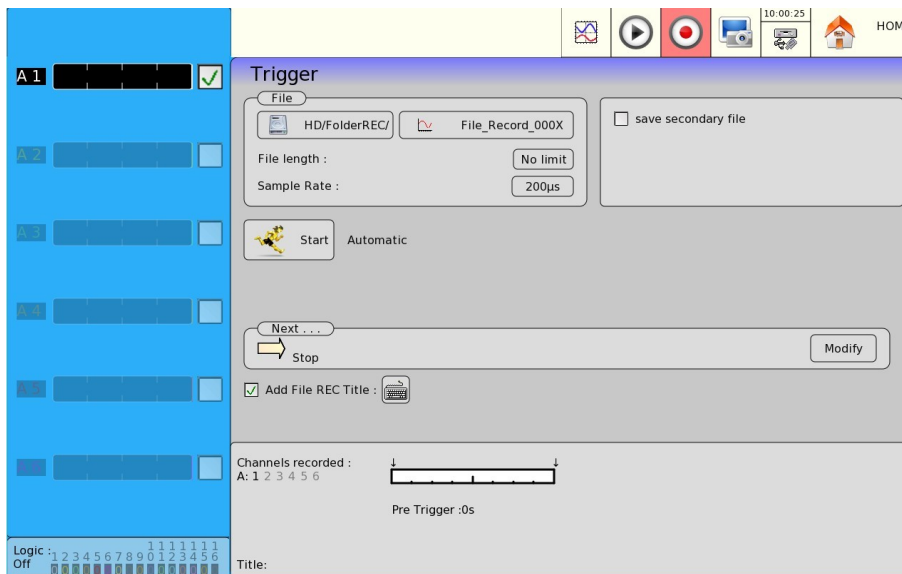 10:00:25
HOM
A 1
Trigger
File
HD/FolderREC/
File_Record_000X
save secondary file
File length :
No limit
Sample Rate :
200µs
A 2
A 3
Start
Automatic
A 4
Next . . .
Stop
Modify
A 5
Add File REC Title :
Channels recorded :
A: 1 2 3 4 5 6
Pre Trigger :0s
Logic :
Off
1 2 3 4 5 6 7 8 9 10 11 12 13 14 15 16
Title: